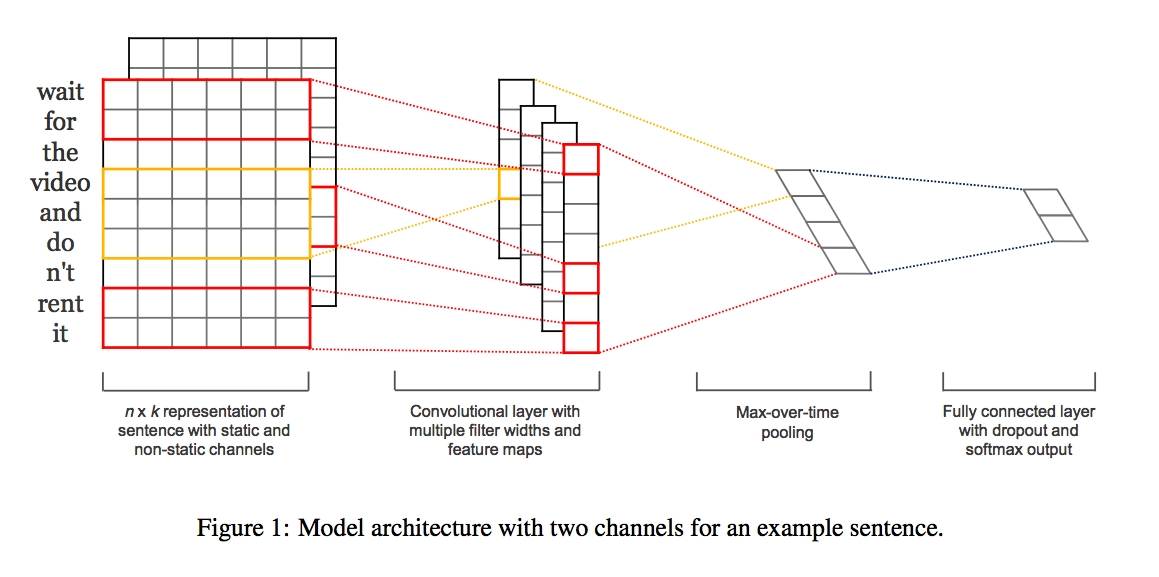 wait
for
the
video
and
do
n't
rent
it
n x k representation of
sentence with static and
non-static channels
Convolutional layer with
multiple filter widths and
feature maps
Max-over-time
pooling
Fully connected layer
with dropout and
softmax output
Figure 1: Model architecture with two channels for an example sentence.